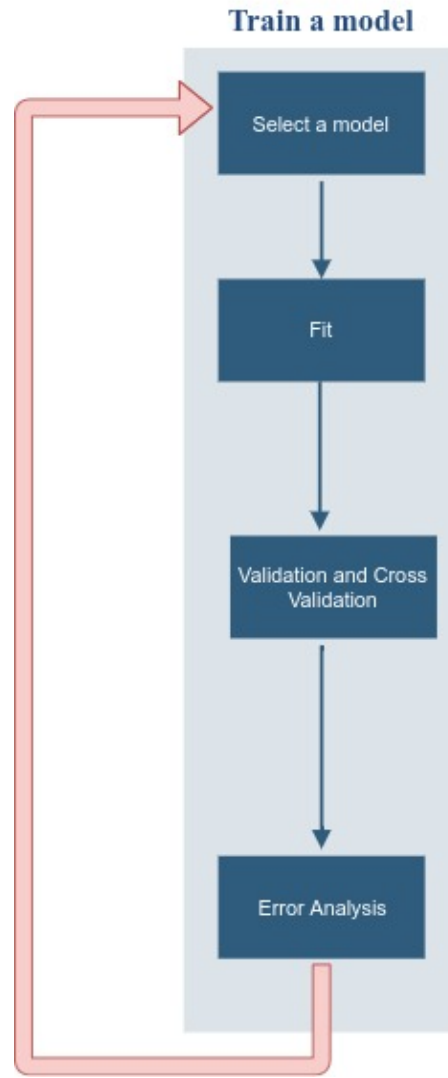 Train a model
Select a model
Fit
Validation and Cross
Validation
Error Analysis